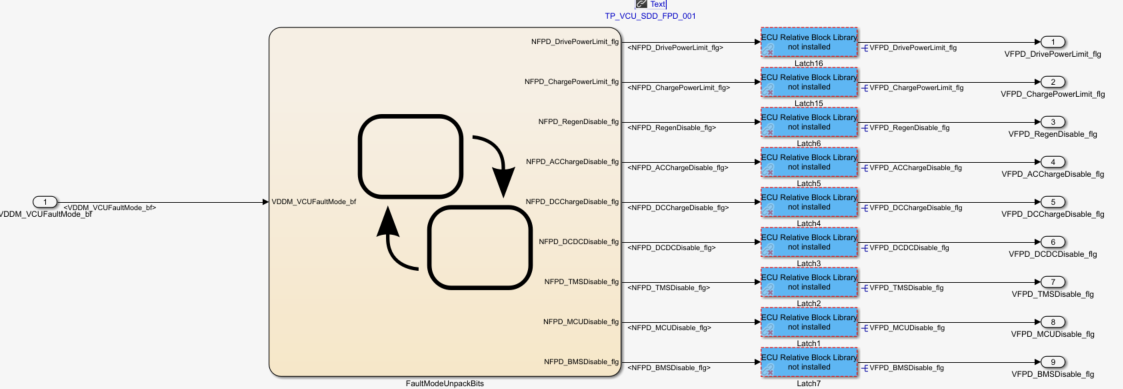 Text
TP_VCU_SDD_FPD_001
NFPD_DrivePowerLimit_flg
<NFPD_DrivePowerLimit_flg>
ECU Relative Block Library
not installed
VFPD_DrivePowerLimit_flg
1
VFPD_DrivePowerLimit_flg
Latch16
NFPD_ChargePowerLimit_flg
<NFPD_ChargePowerLimit_flg>
ECU Relative Block Library
not installed
VFPD_ChargePowerLimit_flg
2
VFPD_ChargePowerLimit_flg
Latch15
NFPD_RegenDisable_flg
<NFPD_RegenDisable_flg>
ECU Relative Block Library
not installed
VFPD_RegenDisable_flg
3
VFPD_RegenDisable_flg
Latch6
NFPD_ACChargeDisable_flg
<NFPD_ACChargeDisable_flg>
ECU Relative Block Library
not installed
VFPD_ACChargeDisable_flg
4
VFPD_ACChargeDisable_flg
Latch5
1
VDDM_VCUFaultMode_bf
<VDDM_VCUFaultMode_bf>
VDDM_VCUFaultMode_bf
NFPD_DCChargeDisable_flg
<NFPD_DCChargeDisable_flg>
ECU Relative Block Library
not installed
VFPD_DCChargeDisable_flg
5
VFPD_DCChargeDisable_flg
Latch4
NFPD_DCDCDisable_flg
<NFPD_DCDCDisable_flg>
ECU Relative Block Library
not installed
VFPD_DCDCDisable_flg
6
VFPD_DCDCDisable_flg
Latch3
NFPD_TMSDisable_flg
<NFPD_TMSDisable_flg>
ECU Relative Block Library
not installed
VFPD_TMSDisable_flg
7
VFPD_TMSDisable_flg
Latch2
NFPD_MCUDisable_flg
<NFPD_MCUDisable_flg>
ECU Relative Block Library
not installed
VFPD_MCUDisable_flg
8
VFPD_MCUDisable_flg
Latch1
NFPD_BMSDisable_flg
<NFPD_BMSDisable_flg>
ECU Relative Block Library
not installed
VFPD_BMSDisable_flg
9
VFPD_BMSDisable_flg
Latch7
FaultModeUnpackBits